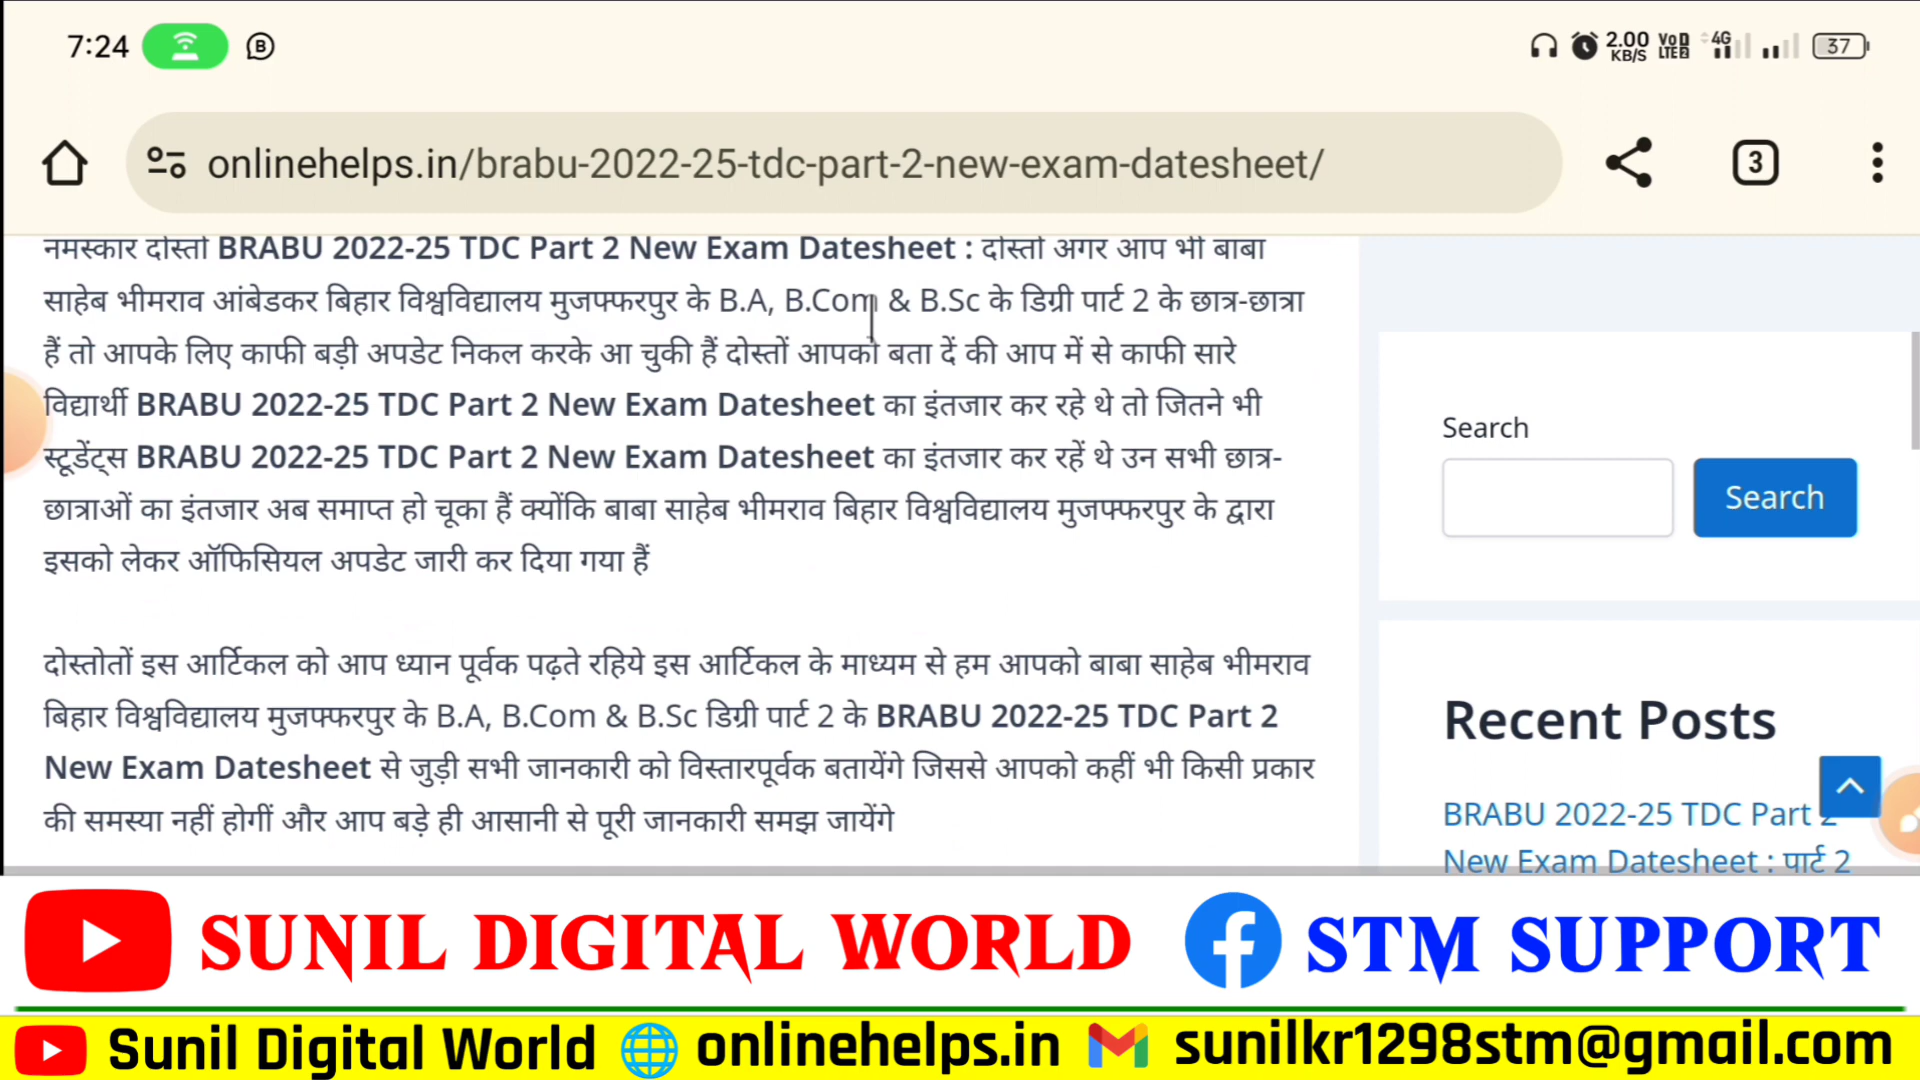 7:24
2.00 KB/S VoD LTE2 4G 37
onlinehelps.in/brabu-2022-25-tdc-part-2-new-exam-datesheet/
3
नमस्कार दोस्तों BRABU 2022-25 TDC Part 2 New Exam Datesheet : दोस्तों अगर आप भी बाबा
साहेब भीमराव आंबेडकर बिहार विश्वविद्यालय मुजफ्फरपुर के B.A, B.Com & B.Sc के डिग्री पार्ट 2 के छात्र-छात्रा
हैं तो आपके लिए काफी बड़ी अपडेट निकल करके आ चुकी हैं दोस्तों आपको बता दें की आप में से काफी सारे
विद्यार्थी BRABU 2022-25 TDC Part 2 New Exam Datesheet का इंतजार कर रहे थे तो जितने भी
स्टूडेंट्स BRABU 2022-25 TDC Part 2 New Exam Datesheet का इंतजार कर रहें थे उन सभी छात्र-
छात्राओं का इंतजार अब समाप्त हो चूका हैं क्योंकि बाबा साहेब भीमराव बिहार विश्वविद्यालय मुजफ्फरपुर के द्वारा
इसको लेकर ऑफिसियल अपडेट जारी कर दिया गया हैं
दोस्तोतों इस आर्टिकल को आप ध्यान पूर्वक पढ़ते रहिये इस आर्टिकल के माध्यम से हम आपको बाबा साहेब भीमराव
बिहार विश्वविद्यालय मुजफ्फरपुर के B.A, B.Com & B.Sc डिग्री पार्ट 2 के BRABU 2022-25 TDC Part 2
New Exam Datesheet से जुड़ी सभी जानकारी को विस्तारपूर्वक बतायेंगे जिससे आपको कहीं भी किसी प्रकार
की समस्या नहीं होगीं और आप बड़े ही आसानी से पूरी जानकारी समझ जायेंगे
Search
Search
Recent Posts
BRABU 2022-25 TDC Part 2
New Exam Datesheet : पार्ट 2
SUNIL DIGITAL WORLD STM SUPPORT
Sunil Digital World onlinehelps.in sunilkr1298stm@gmail.com